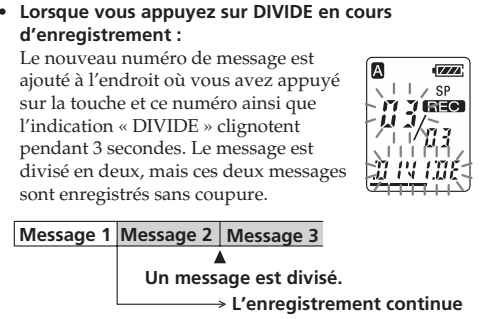 • Lorsque vous appuyez sur DIVIDE en cours
d'enregistrement :
Le nouveau numéro de message est
ajouté à l'endroit où vous avez appuyé
sur la touche et ce numéro ainsi que
l'indication « DIVIDE » clignotent
pendant 3 secondes. Le message est
divisé en deux, mais ces deux messages
sont enregistrés sans coupure.
A
SP
03 REC
03
DIVIDE
Message 1 Message 2 Message 3
Un message est divisé.
L'enregistrement continue